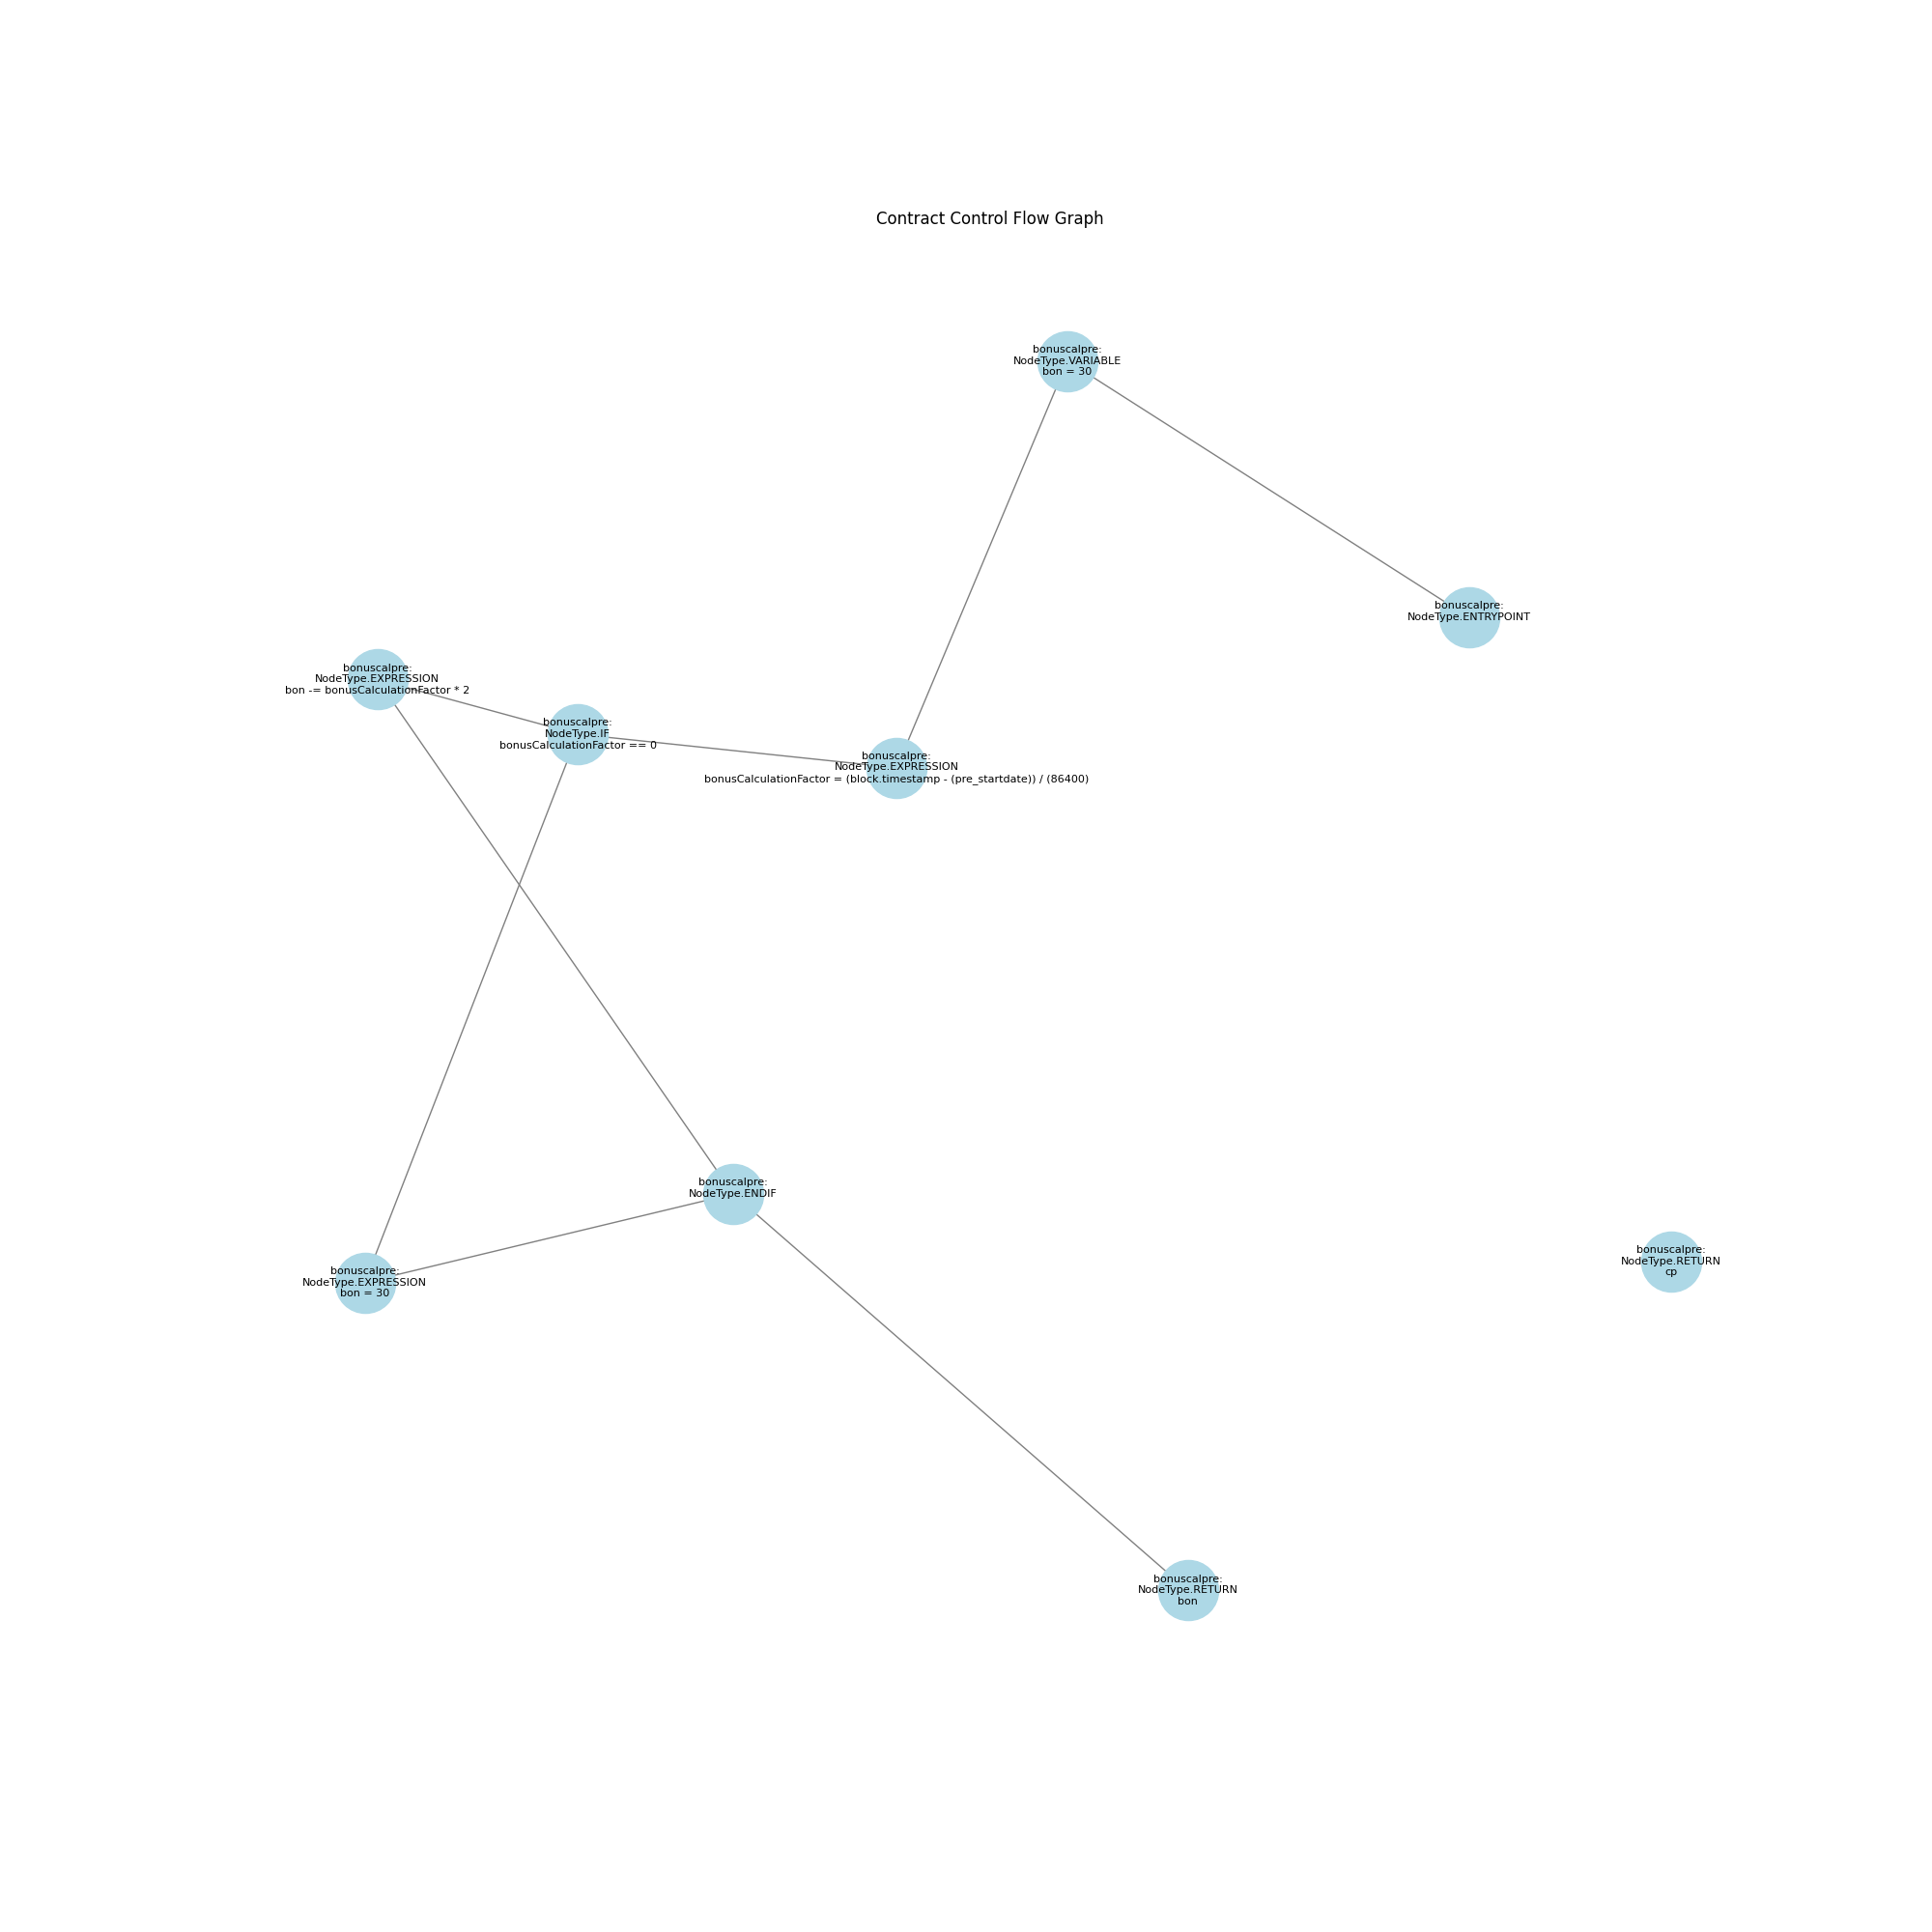 Contract Control Flow Graph
bonuscalpre:
NodeType.VARIABLE
bon = 30
bonuscalpre:
NodeType.ENTRYPOINT
bonuscalpre:
NodeType.EXPRESSION
bon -= bonusCalculationFactor * 2
bonuscalpre:
NodeType.IF
bonusCalculationFactor == 0
bonuscalpre:
NodeType.EXPRESSION
bonusCalculationFactor = (block.timestamp - (pre_startdate)) / (86400)
bonuscalpre:
NodeType.ENDIF
bonuscalpre:
NodeType.RETURN
cp
bonuscalpre:
NodeType.EXPRESSION
bon = 30
bonuscalpre:
NodeType.RETURN
bon